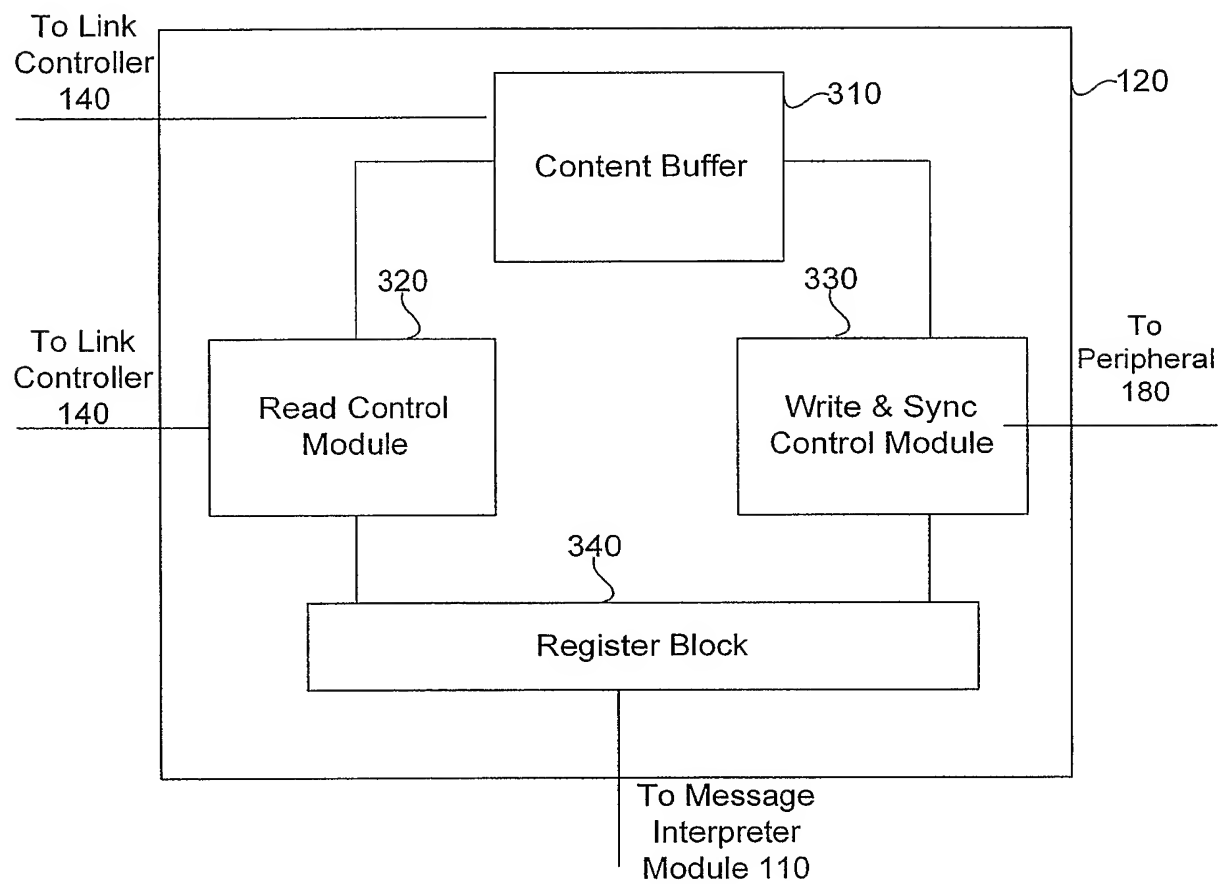 To Link
Controller
140
310
120
Content Buffer
320
330
To Link
Controller
140
Read Control
Module
Write & Sync
Control Module
To
Peripheral
180
340
Register Block
To Message
Interpreter
Module 110